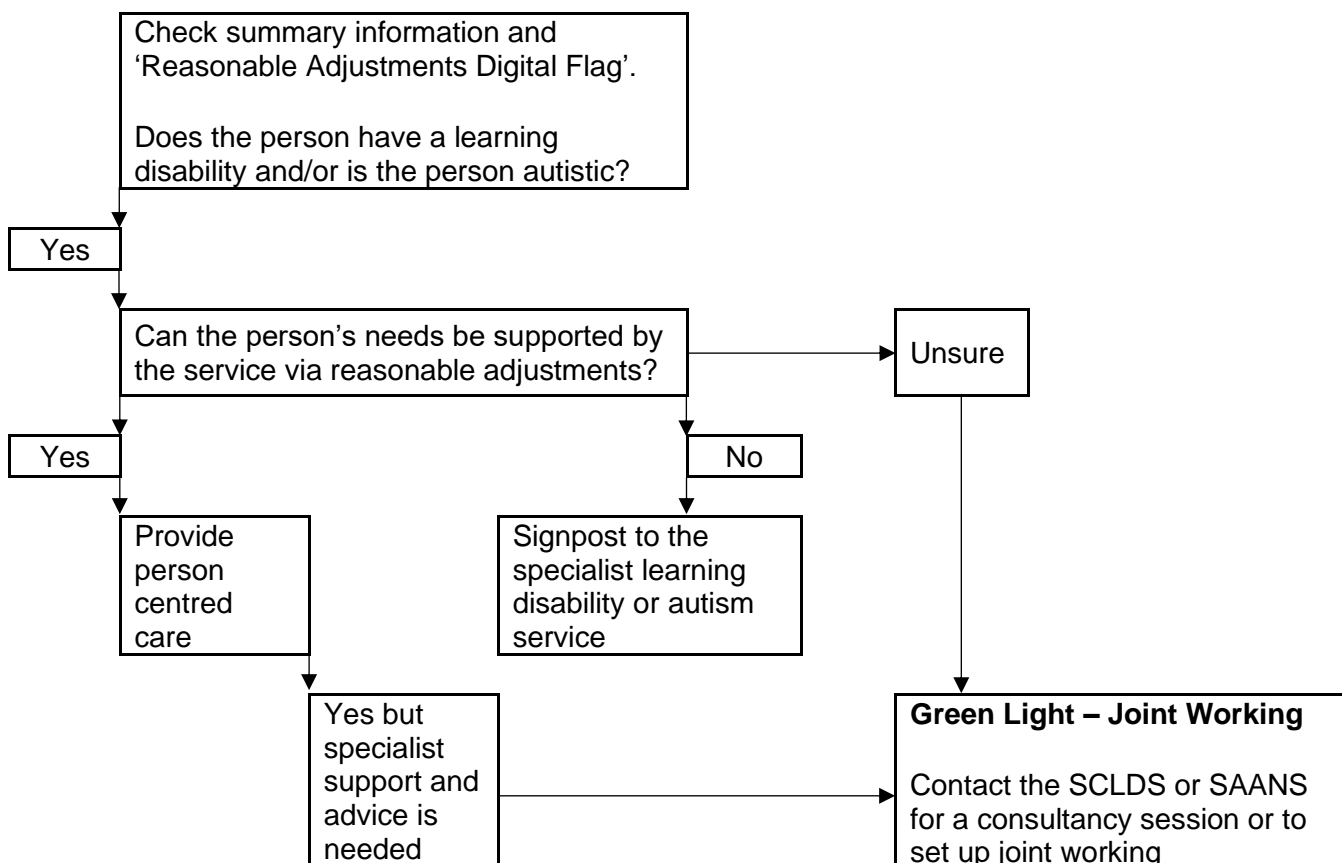 Check summary information and
‘Reasonable Adjustments Digital Flag’.
Does the person have a learning
disability and/or is the person autistic?
Yes
Can the person’s needs be supported by
the service via reasonable adjustments?
Unsure
Yes
No
Provide
person
centred
care
Signpost to the
specialist learning
disability or autism
service
Yes but
specialist
support and
advice is
needed
Green Light – Joint Working
Contact the SCLDS or SAANS
for a consultancy session or to
set up joint working